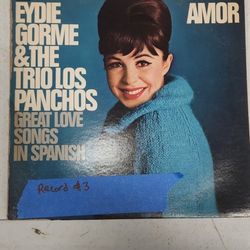 EYDIE
GORME
& THE
TRIO LOS
PANCHOS
GREAT LOVE
SONGS
IN SPANISH
AMOR
Record #3